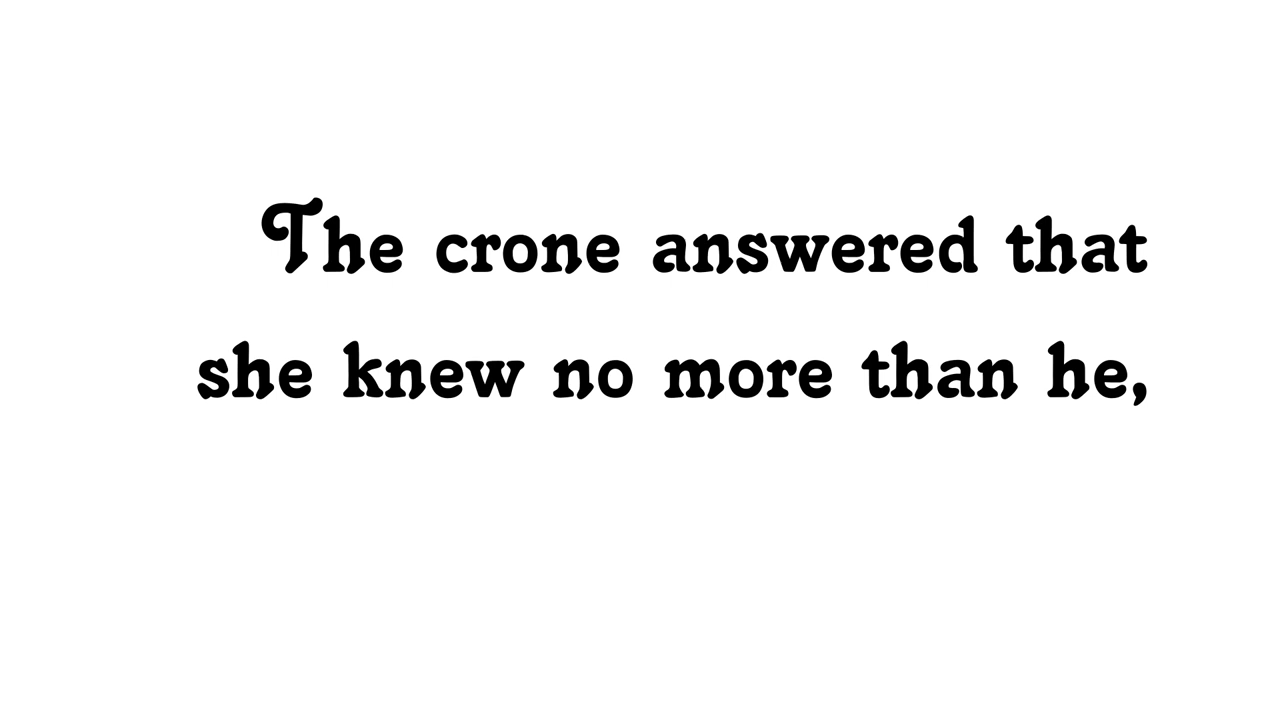 The crone answered that
she knew no more than he,